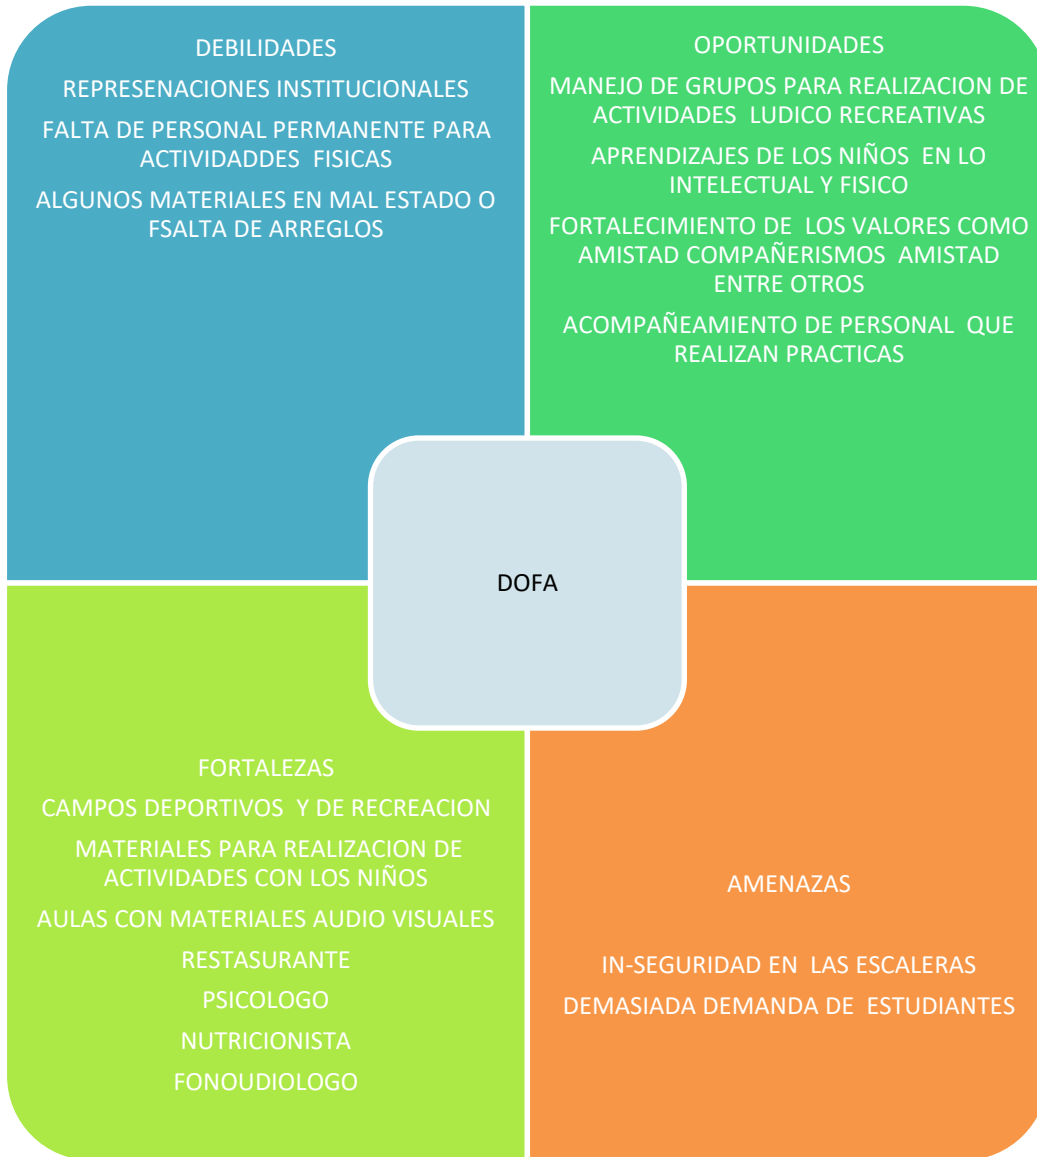 DEBILIDADES
REPRESENACIONES INSTITUCIONALES
FALTA DE PERSONAL PERMANENTE PARA
ACTIVIDADDES FISICAS
ALGUNOS MATERIALES EN MAL ESTADO O
FSALTA DE ARREGLOS
OPORTUNIDADES
MANEJO DE GRUPOS PARA REALIZACION DE
ACTIVIDADES LUDICO RECREATIVAS
APRENDIZAJES DE LOS NIÑOS EN LO
INTELECTUAL Y FISICO
FORTALECIMIENTO DE LOS VALORES COMO
AMISTAD COMPAÑERISMOS AMISTAD
ENTRE OTROS
ACOMPAÑEAMIENTO DE PERSONAL QUE
REALIZAN PRACTICAS
DOFA
FORTALEZAS
CAMPOS DEPORTIVOS Y DE RECREACION
MATERIALES PARA REALIZACION DE
ACTIVIDADES CON LOS NIÑOS
AULAS CON MATERIALES AUDIO VISUALES
RESTASURANTE
PSICOLOGO
NUTRICIONISTA
FONOUDIOLOGO
AMENAZAS
IN-SEGURIDAD EN LAS ESCALERAS
DEMASIADA DEMANDA DE ESTUDIANTES